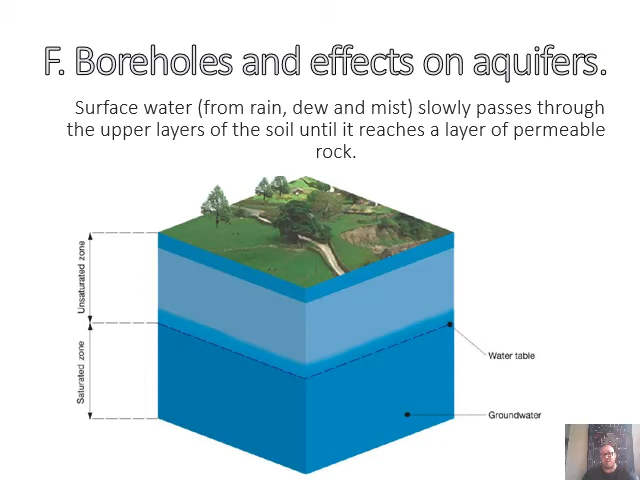 F. Boreholes and effects on aquifers.
Surface water (from rain, dew and mist) slowly passes through
the upper layers of the soil until it reaches a layer of permeable
rock.
Unsaturated zone
Saturated zone
Water table
Groundwater